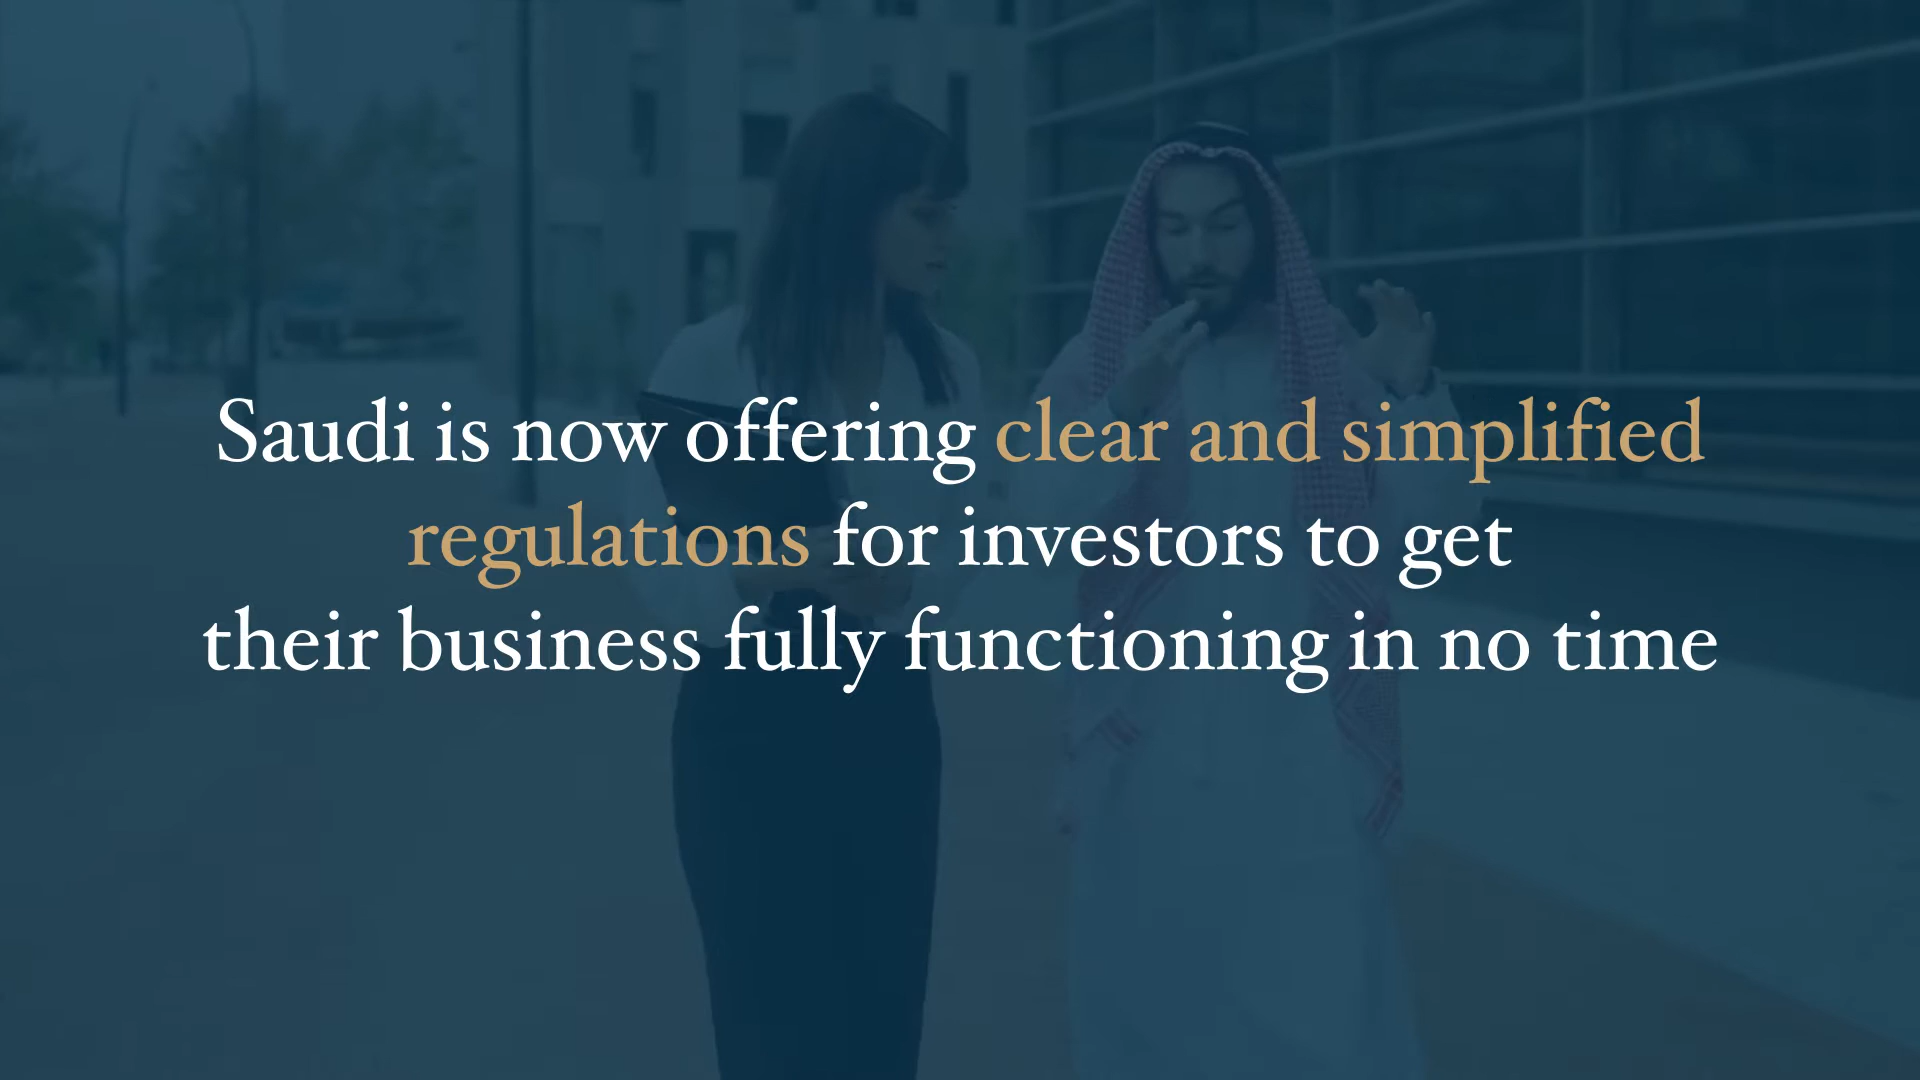 Saudi is now offering clear and simplified
regulations for investors to get
their business fully functioning in no time